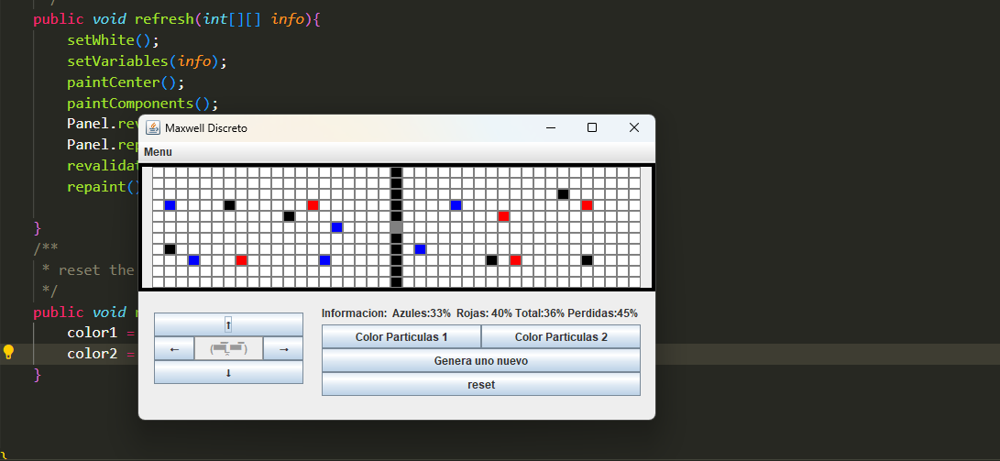 */
public void refresh(int[][] info){
setWhite();
setVariables(info);
paintCenter();
paintComponents();
Panel.rev
Panel.rep
revalidat
repaint()
}
/**
* reset the
*/
public void
color1 =
color2 =
}
}
Maxwell Discreto
Menu
Informacion: Azules:33% Rojas: 40% Total:36% Perdidas:45%
↑
← →
↓
Color Particulas 1 Color Particulas 2
Genera uno nuevo
reset